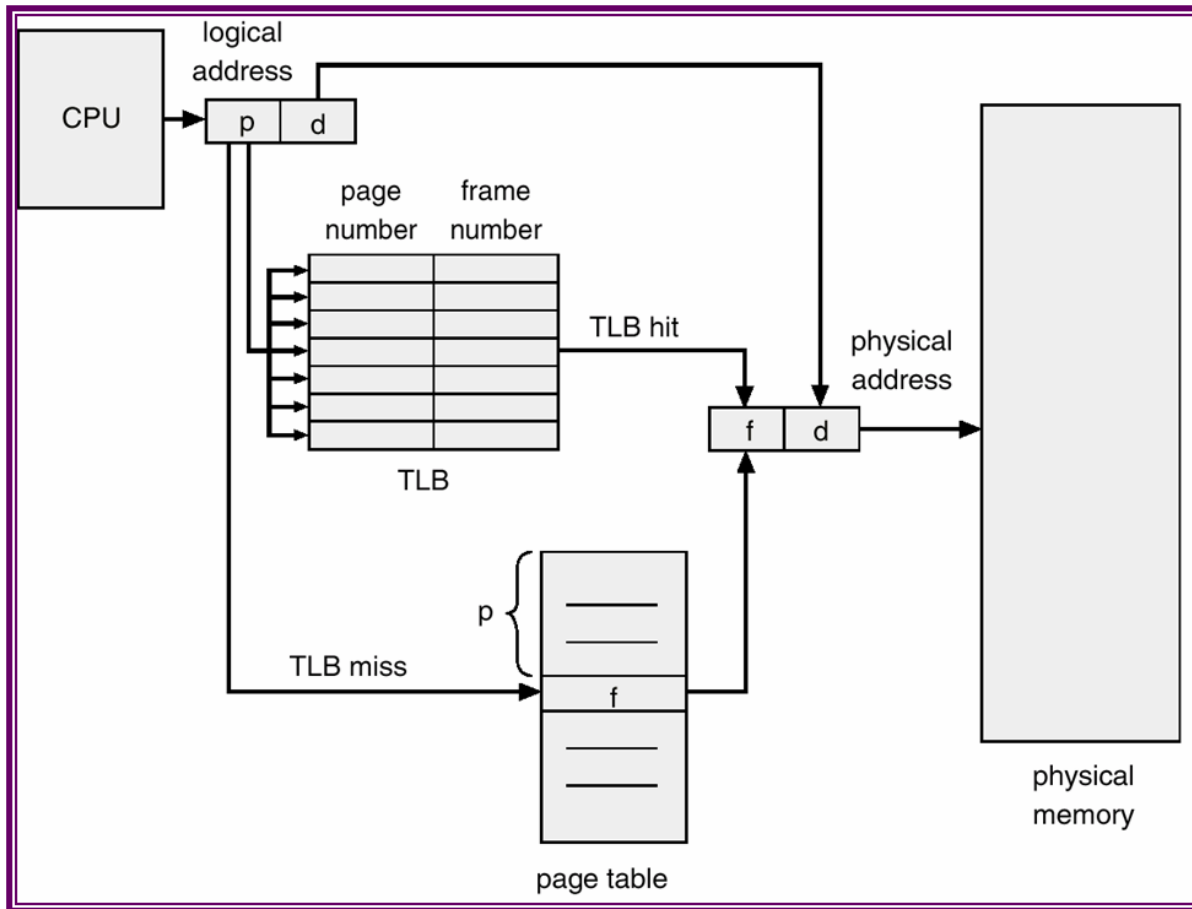 logical
address
CPU
p
d
page
number
frame
number
TLB hit
physical
address
f
d
TLB
p
TLB miss
f
physical
memory
page table